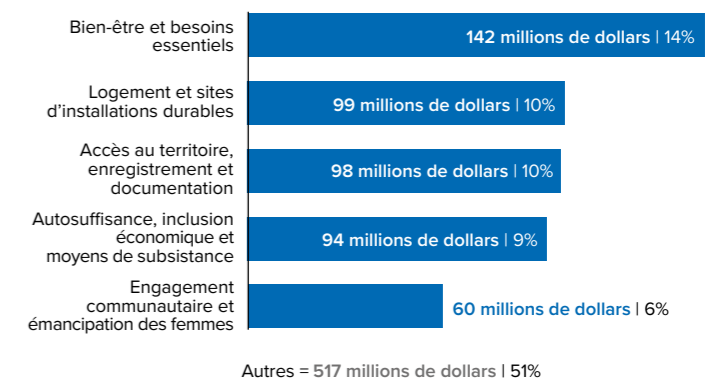 Bien-être et besoins
essentiels
142 millions de dollars | 14%
Logement et sites
d’installations durables
99 millions de dollars | 10%
Accès au territoire,
enregistrement et
documentation
98 millions de dollars | 10%
Autosuffisance, inclusion
économique et
moyens de subsistance
94 millions de dollars | 9%
Engagement
communautaire et
émancipation des femmes
60 millions de dollars | 6%
Autres = 517 millions de dollars | 51%